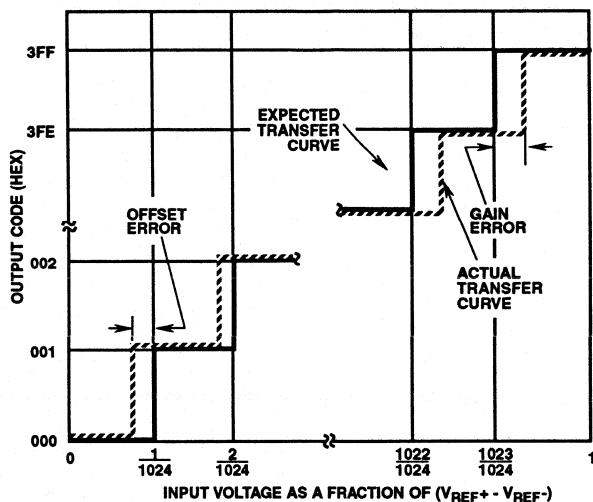 3FF
3FE
EXPECTED
TRANSFER
CURVE
OUTPUT CODE (HEX)
OFFSET
ERROR
GAIN
ERROR
ACTUAL
TRANSFER
CURVE
002
001
000
0
1
1024
2
1024
1022
1024
1023
1024
1
INPUT VOLTAGE AS A FRACTION OF (VREF+ - VREF-)